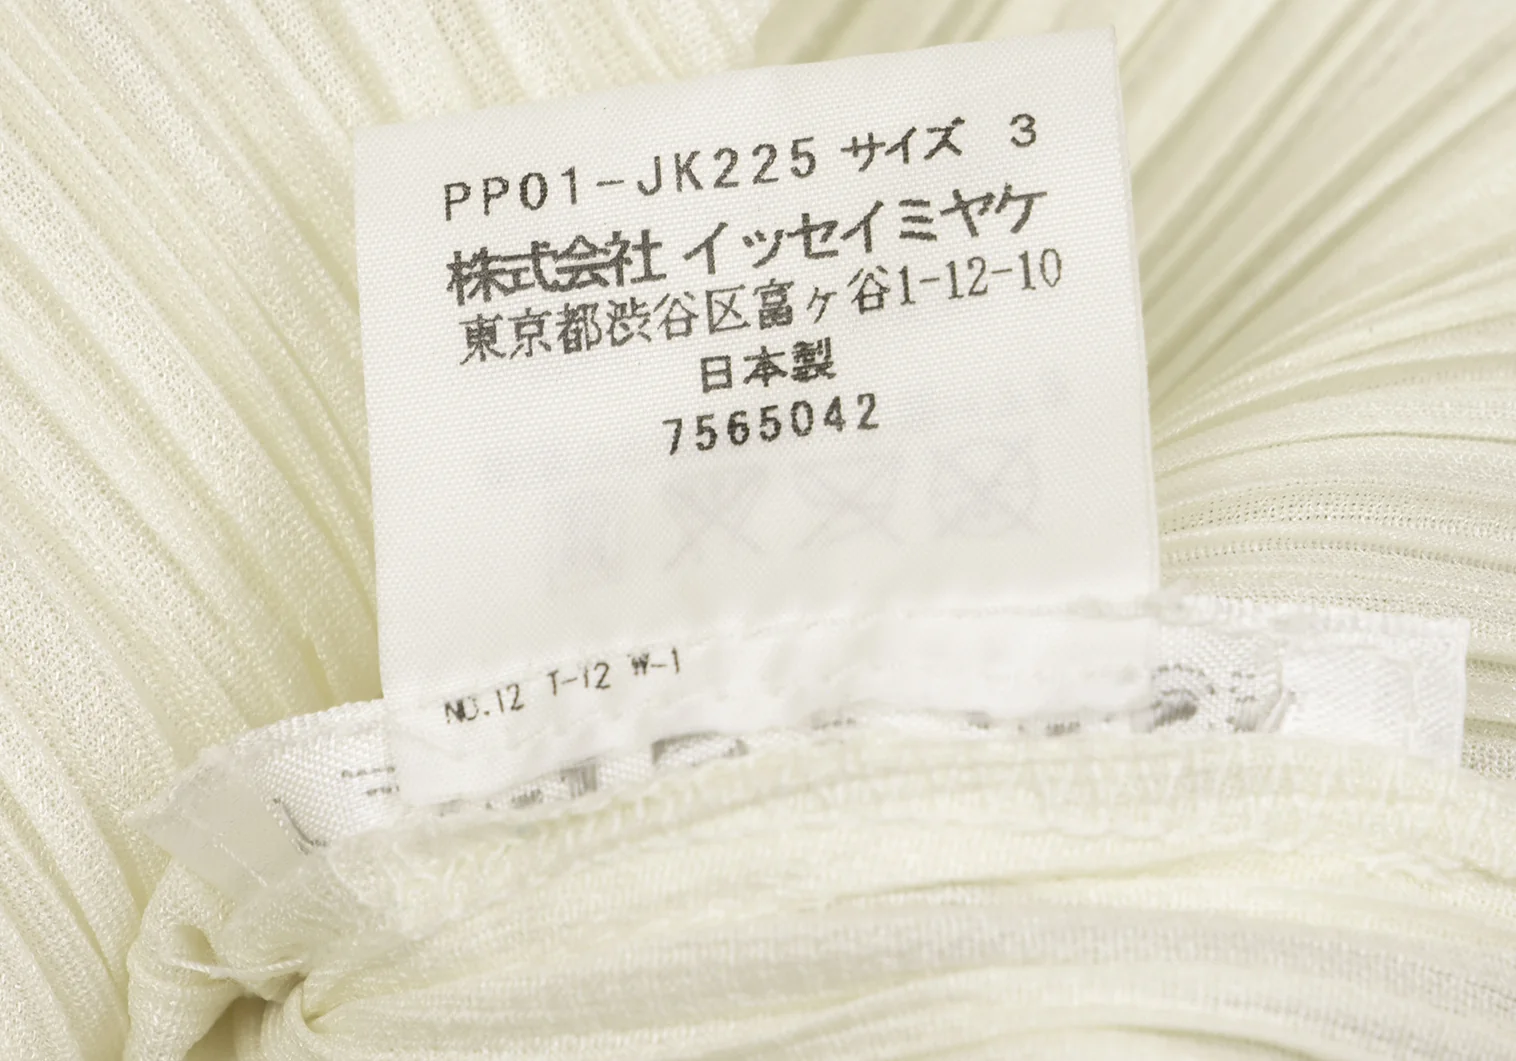 PP01-JK225 サイズ 3
株式会社 イッセイミヤケ
東京都渋谷区富ヶ谷1-12-10
日本製
7565042
NO.12 T-12 W-1